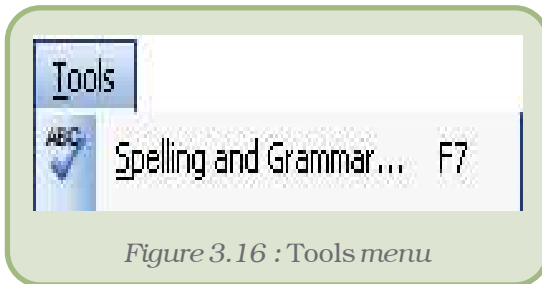 Tools
ABC
Spelling and Grammar... F7
Figure 3.16 : Tools menu